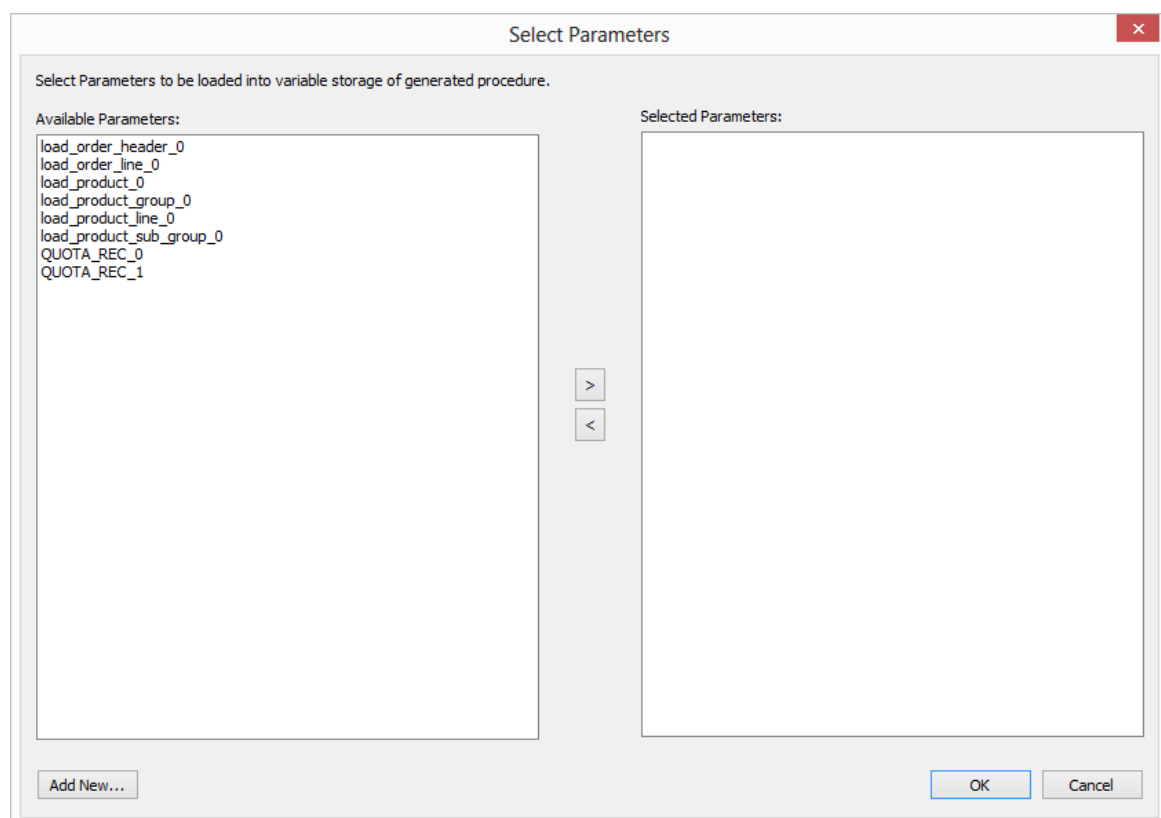 Select Parameters
×
Select Parameters to be loaded into variable storage of generated procedure.
Available Parameters:
Selected Parameters:
load_order_header_0
load_order_line_0
load_product_0
load_product_group_0
load_product_line_0
load_product_sub_group_0
QUOTA_REC_0
QUOTA_REC_1
>
<
Add New...
OK
Cancel